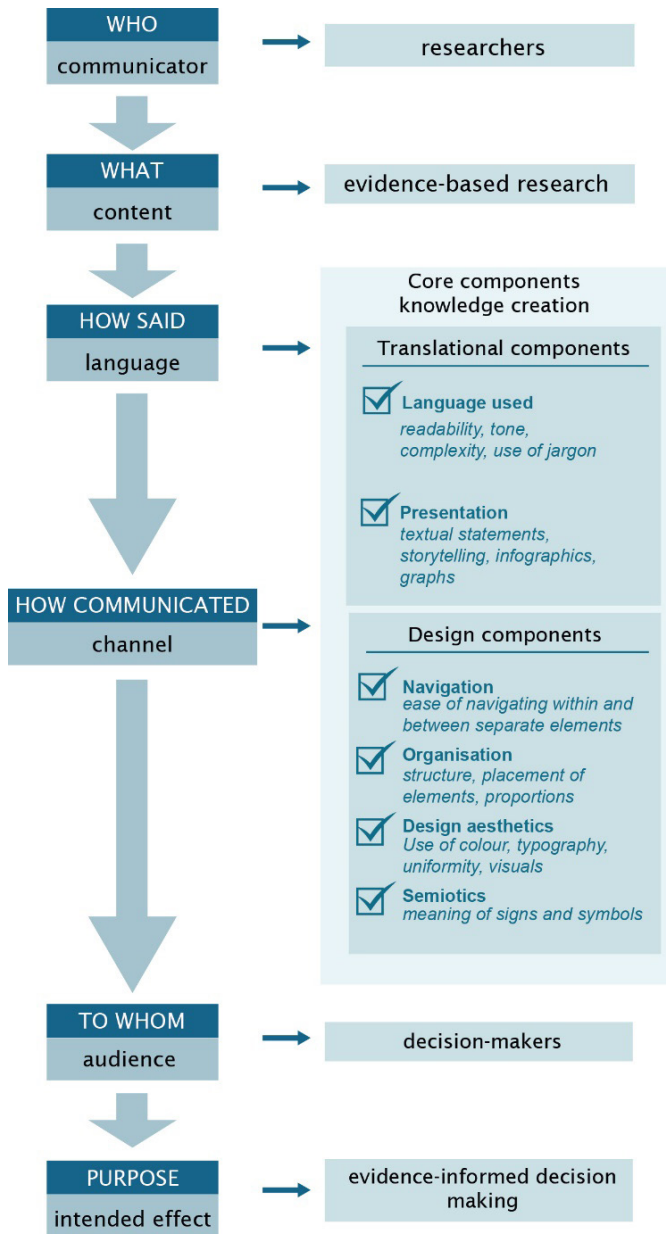 WHO
communicator
researchers
WHAT
content
evidence-based research
HOW SAID
language
Core components
knowledge creation
Translational components
Language used
readability, tone,
complexity, use of jargon
Presentation
textual statements,
storytelling, infographics,
graphs
HOW COMMUNICATED
channel
Design components
Navigation
ease of navigating within and
between separate elements
Organisation
structure, placement of
elements, proportions
Design aesthetics
Use of colour, typography,
uniformity, visuals
Semiotics
meaning of signs and symbols
TO WHOM
audience
decision-makers
PURPOSE
intended effect
evidence-informed decision
making